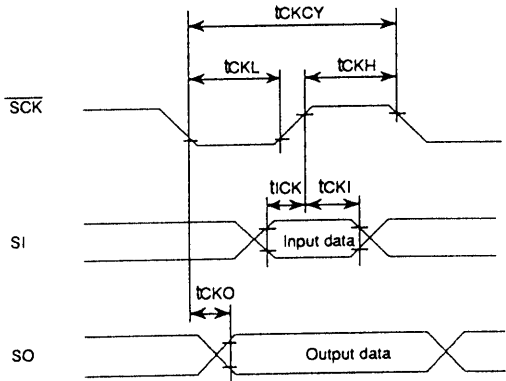 tCKCY
tCKL
tCKH
SCK
tICK
tCKI
SI
Input data
tCKO
SO
Output data